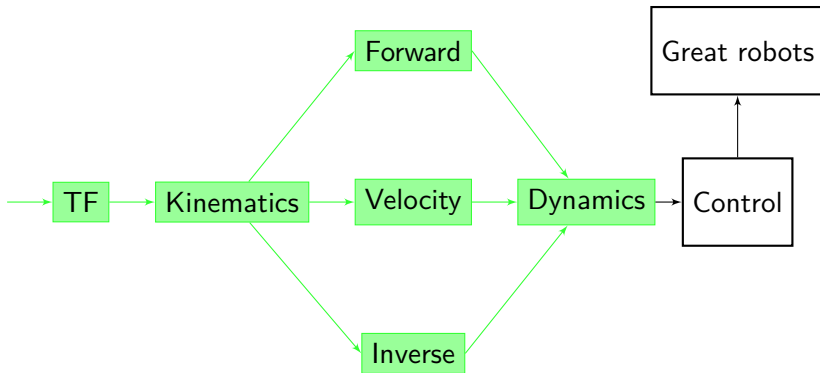 Forward
Great robots
TF
Kinematics
Velocity
Dynamics
Control
Inverse